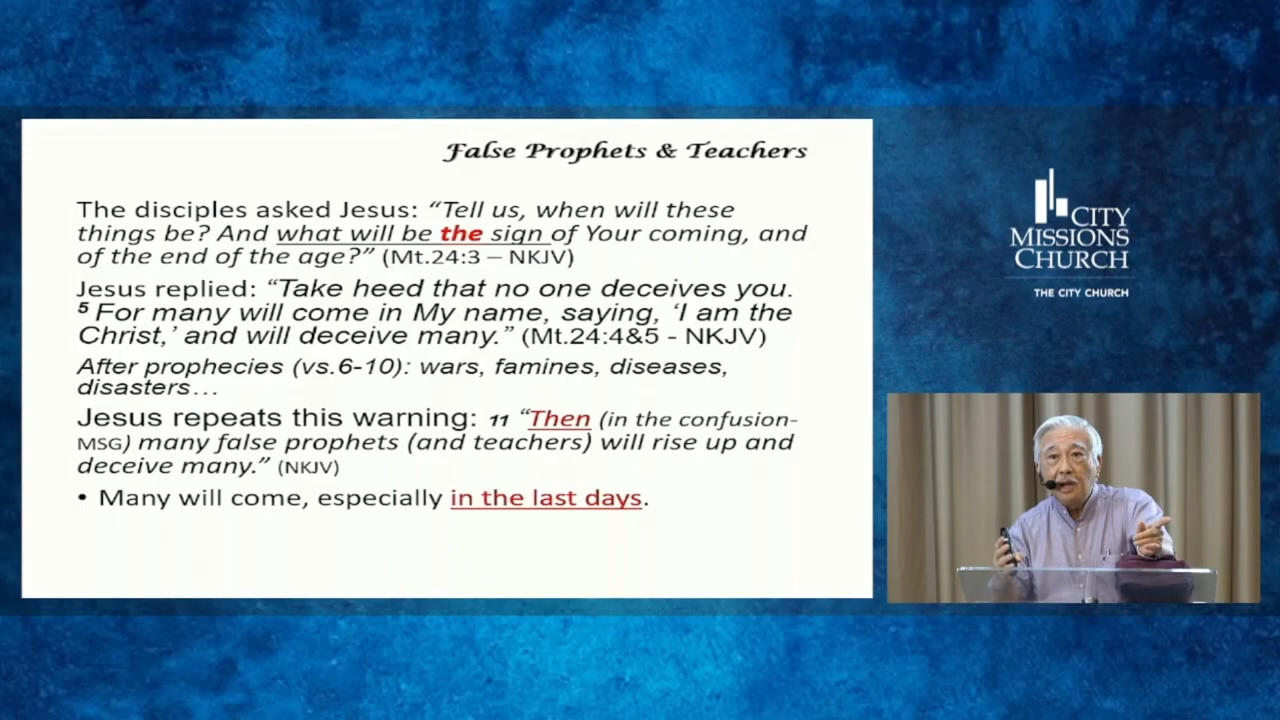 False Prophets & Teachers
The disciples asked Jesus: “Tell us, when will these
things be? And what will be the sign of Your coming, and
of the end of the age?” (Mt.24:3 – NKJV)
Jesus replied: “Take heed that no one deceives you.
5 For many will come in My name, saying, ‘I am the
Christ,’ and will deceive many.” (Mt.24:4&5 - NKJV)
After prophecies (vs.6-10): wars, famines, diseases,
disasters…
Jesus repeats this warning: 11 “Then (in the confusion-
MSG) many false prophets (and teachers) will rise up and
deceive many.” (NKJV)
• Many will come, especially in the last days.
CITY
MISSIONS
CHURCH
THE CITY CHURCH